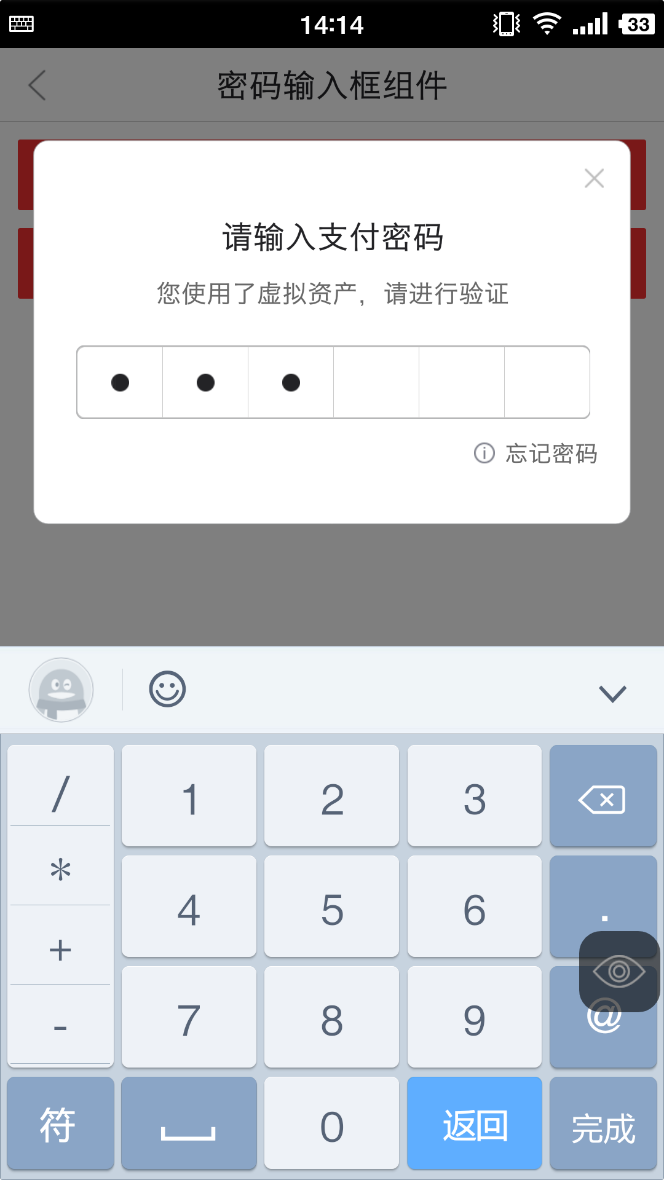 14:14
33
密码输入框组件
请输入支付密码
您使用了虚拟资产，请进行验证
忘记密码
/ 1 2 3
* 4 5 6 .
+
- 7 8 9 @
符 0 返回 完成